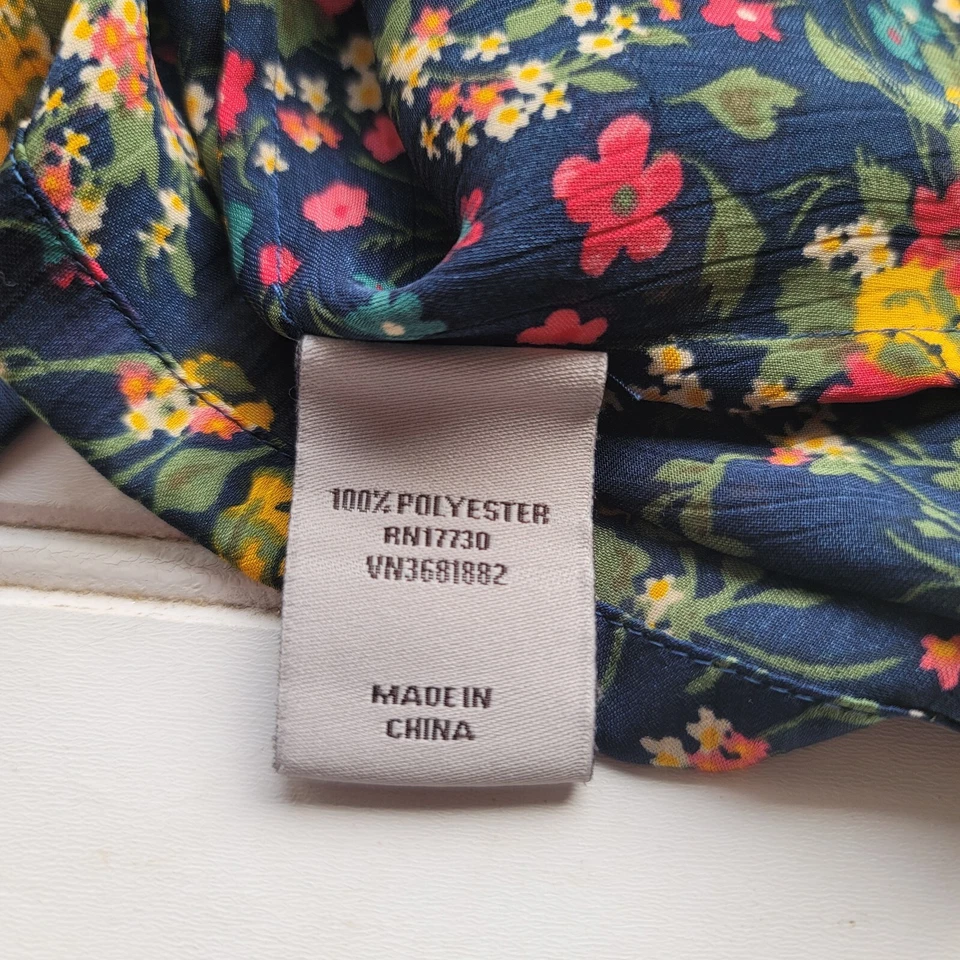 100% POLYESTER
RN17730
VN3681882
MADE IN
CHINA